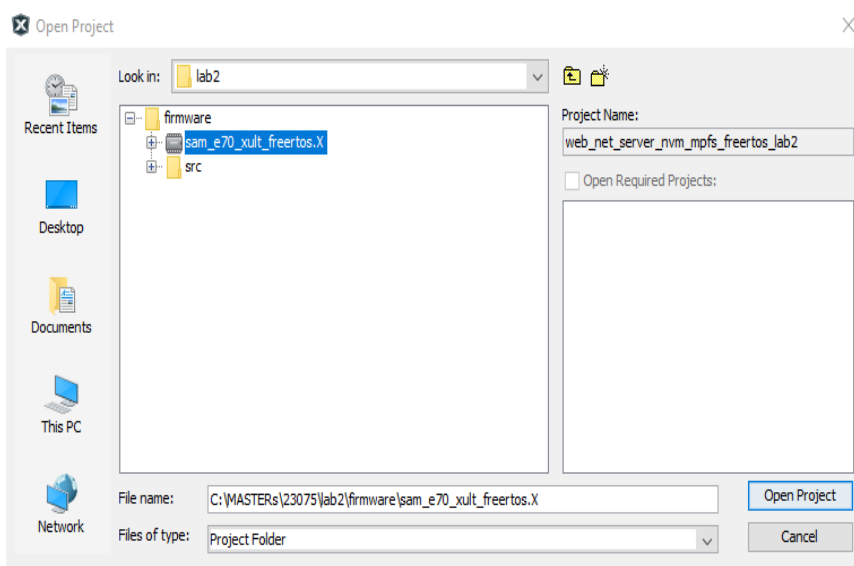 Open Project
Look in: lab2
Recent Items
Desktop
Documents
This PC
Network
firmware
sam_e70_xult_freertos.X
src
Project Name:
web_net_server_nvm_mpfs_freertos_lab2
Open Required Projects:
File name: C:\MASTERs\23075\lab2\firmware\sam_e70_xult_freertos.X
Files of type: Project Folder
Open Project
Cancel